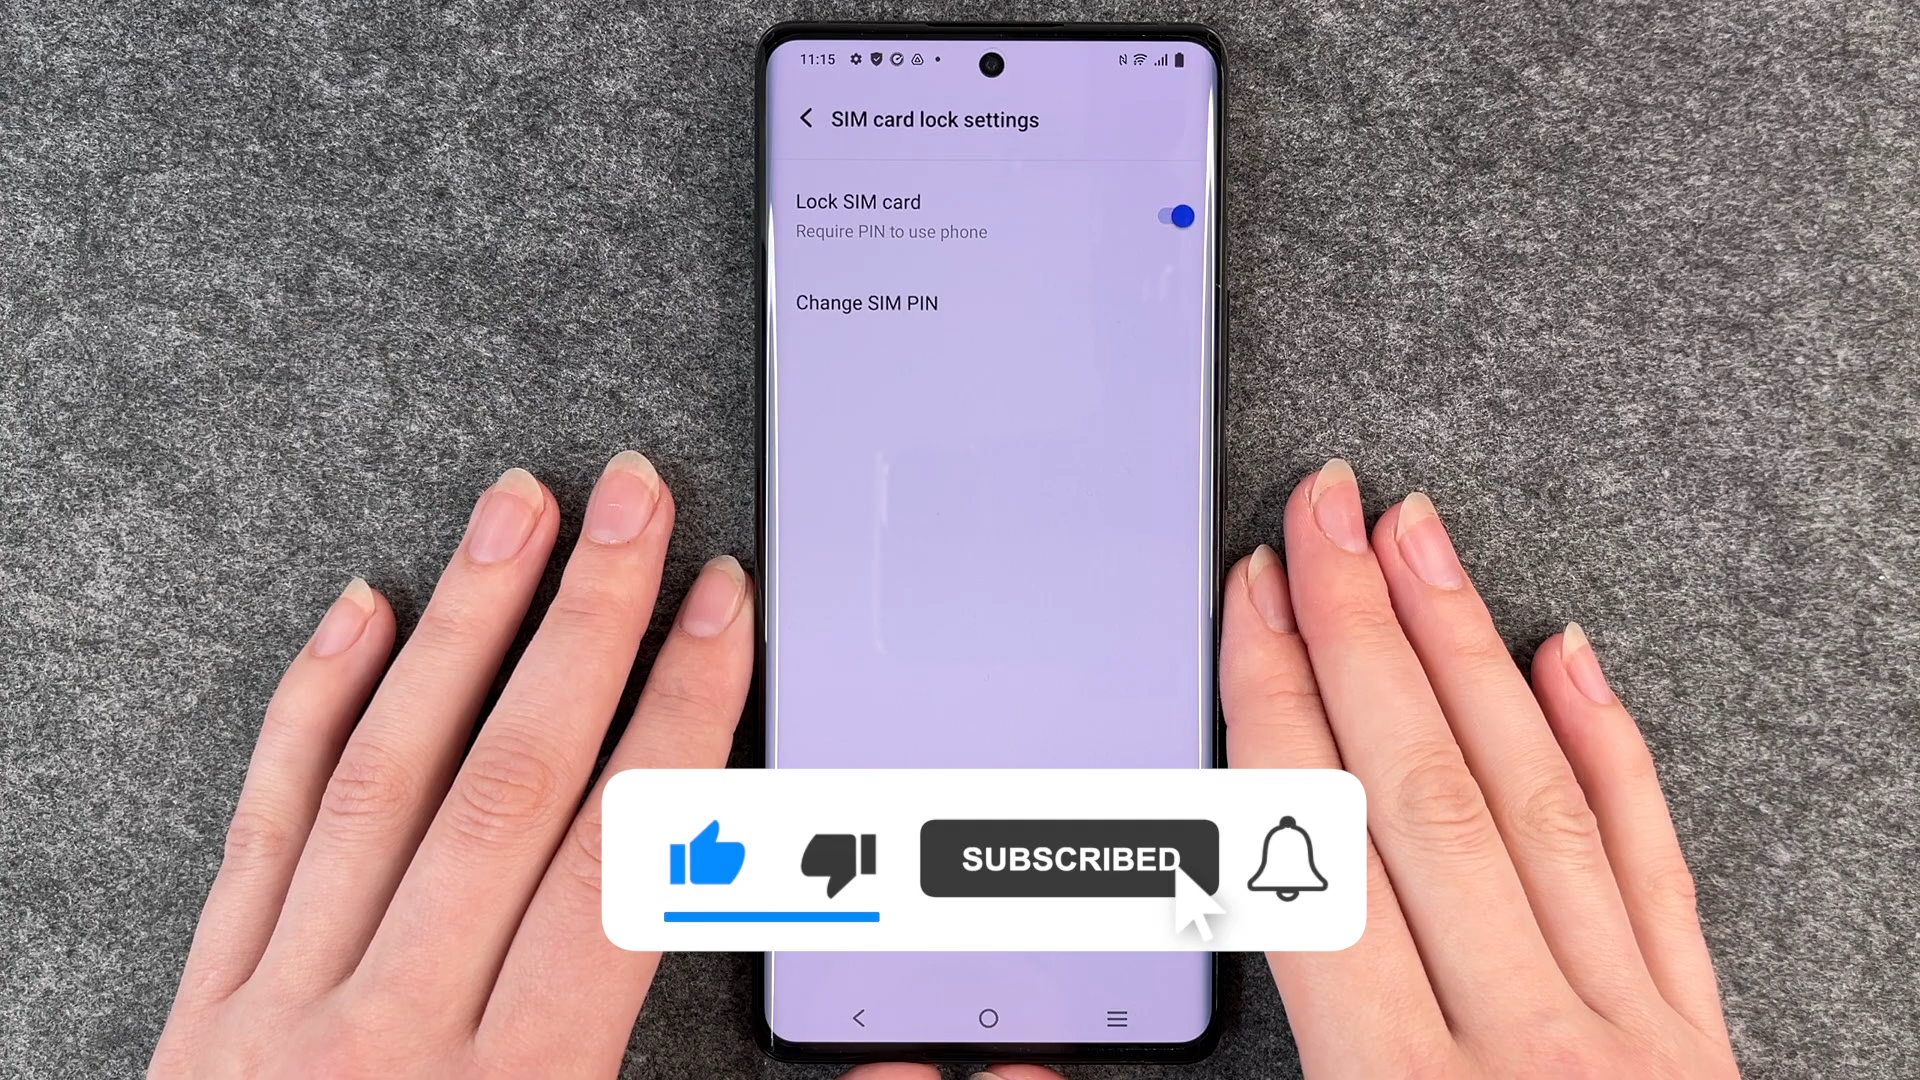 11:15
SIM card lock settings
Lock SIM card
Require PIN to use phone
Change SIM PIN
SUBSCRIBED